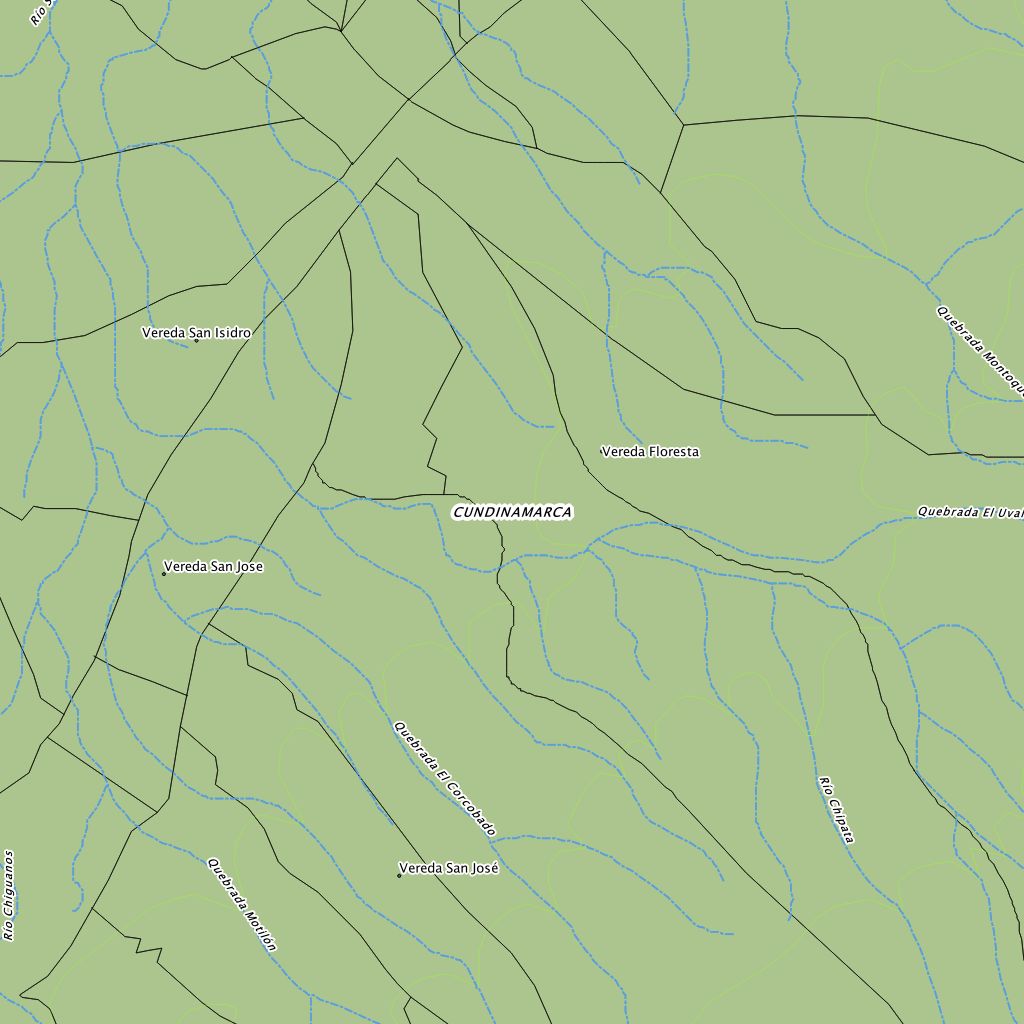 Río S
Quebrada Montoque
Vereda San Isidro
Vereda Floresta
CUNDINAMARCA
Quebrada El Uval
Vereda San Jose
Quebrada El Corcobado
Río Chipata
Vereda San José
Quebrada Motilón
Río Chiguanos